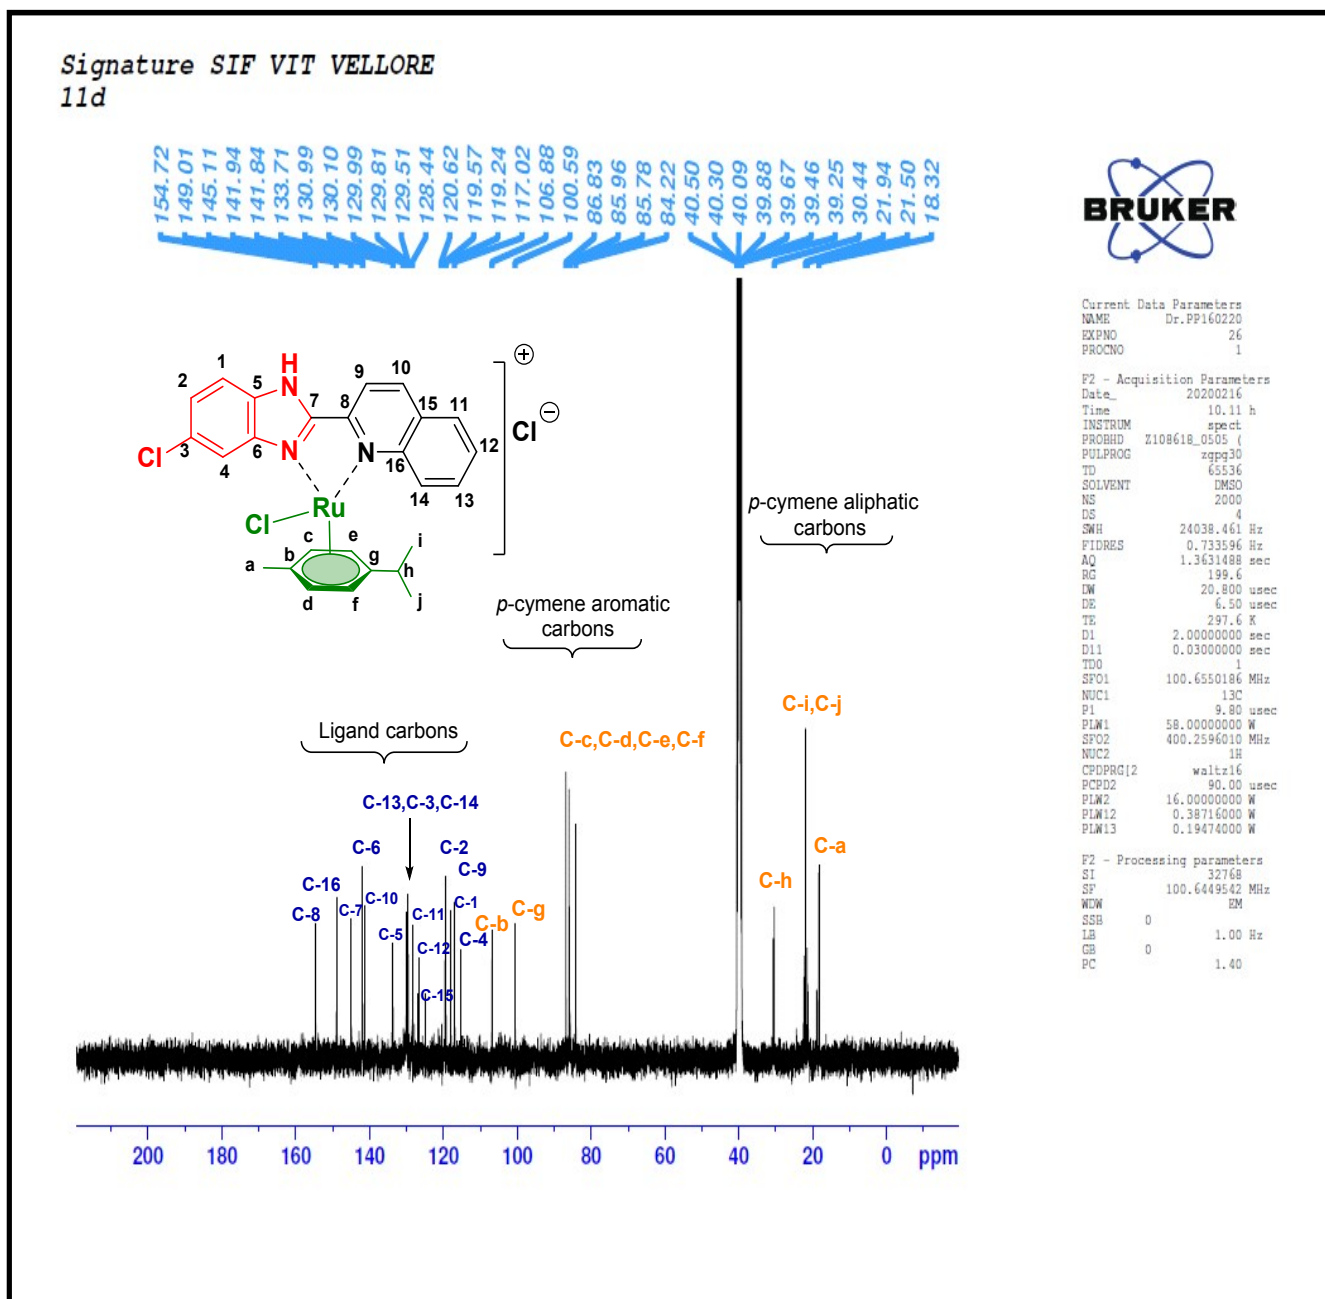 Signature SIF VIT VELLORE
11d
154.72
149.01
145.11
141.94
141.84
133.71
130.99
130.10
129.99
129.81
129.51
128.44
120.62
119.57
119.24
117.02
106.88
100.59
86.83
85.96
85.78
84.22
40.50
40.30
40.09
39.88
39.67
39.46
39.25
30.44
21.94
21.50
18.32
BRUKER
Current Data Parameters
NAME Dr.PP160220
EXPNO 26
PROCNO 1
F2 - Acquisition Parameters
Date_ 20200216
Time 10.11 h
INSTRUM spect
PROBHD Z108618_0505 (
PULPROG zgpg30
TD 65536
SOLVENT DMSO
NS 2000
DS 4
SWH 24038.461 Hz
FIDRES 0.733596 Hz
AQ 1.3631488 sec
RG 199.6
DW 20.800 usec
DE 6.50 usec
TE 297.6 K
D1 2.00000000 sec
D11 0.03000000 sec
TD0 1
SFO1 100.6550186 MHz
NUC1 13C
P1 9.80 usec
PLW1 58.00000000 W
SFO2 400.2596010 MHz
NUC2 1H
CPDPRG[2 waltz16
PCPD2 90.00 usec
PLW2 16.00000000 W
PLW12 0.38716000 W
PLW13 0.19474000 W
F2 - Processing parameters
SI 32768
SF 100.6449542 MHz
WDW EM
SSB 0
LB 1.00 Hz
GB 0
PC 1.40
1
2
3
4
5
6
7
8
9
10
11
12
13
14
15
16
H
N
N
N
Cl
Cl
Ru
Cl
+
−
a
b
c
d
e
f
g
h
i
j
p-cymene aliphatic
carbons
p-cymene aromatic
carbons
Ligand carbons
C-i,C-j
C-c,C-d,C-e,C-f
C-13,C-3,C-14
C-6
C-2
C-a
C-9
C-h
C-16
C-8
C-7
C-10
C-11
C-1
C-b
C-g
C-5
C-4
C-12
C-15
200 180 160 140 120 100 80 60 40 20 0 ppm